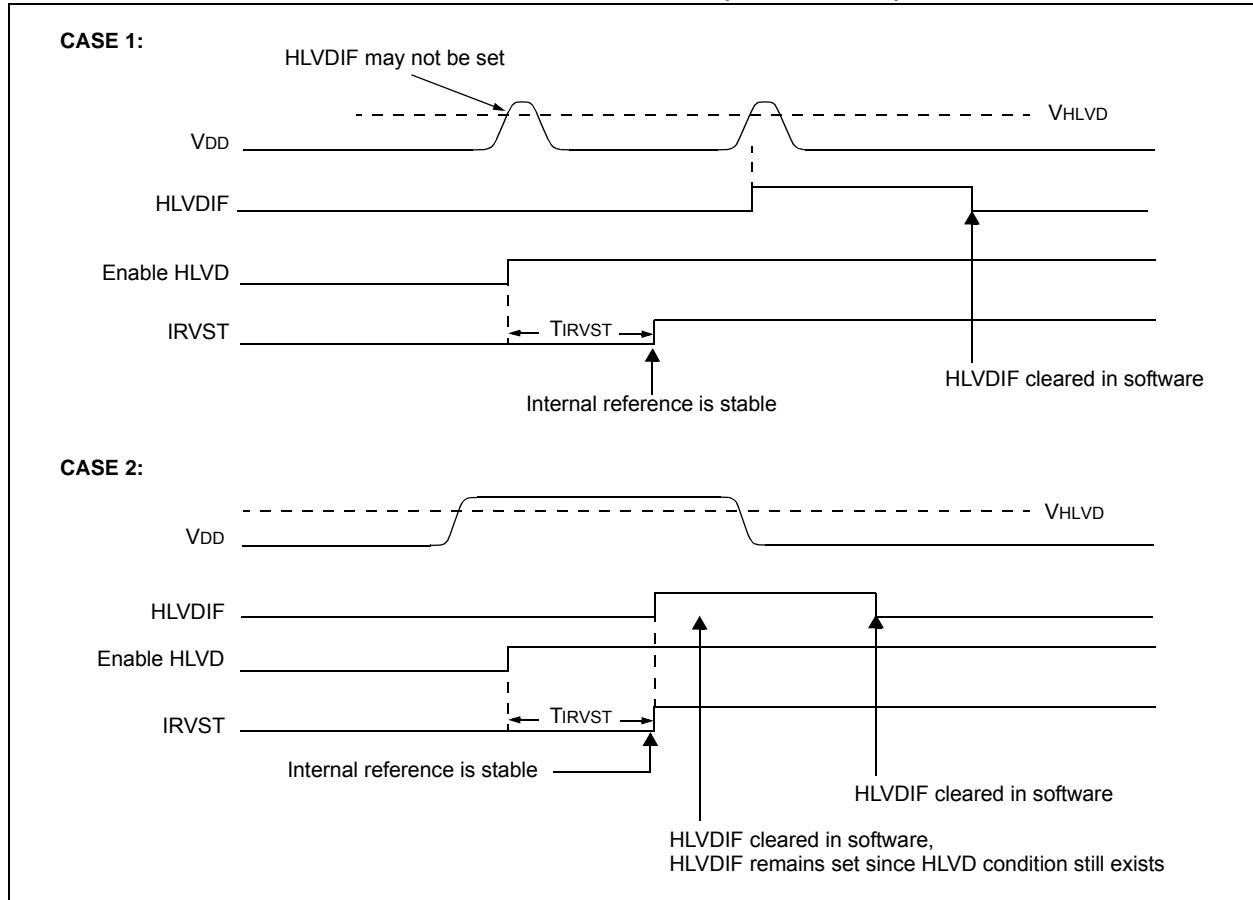 CASE 1:
HLVDIF may not be set
VHLVD
VDD
HLVDIF
Enable HLVD
TIRVST
IRVST
HLVDIF cleared in software
Internal reference is stable
CASE 2:
VHLVD
VDD
HLVDIF
Enable HLVD
TIRVST
IRVST
Internal reference is stable
HLVDIF cleared in software
HLVDIF cleared in software,
HLVDIF remains set since HLVD condition still exists